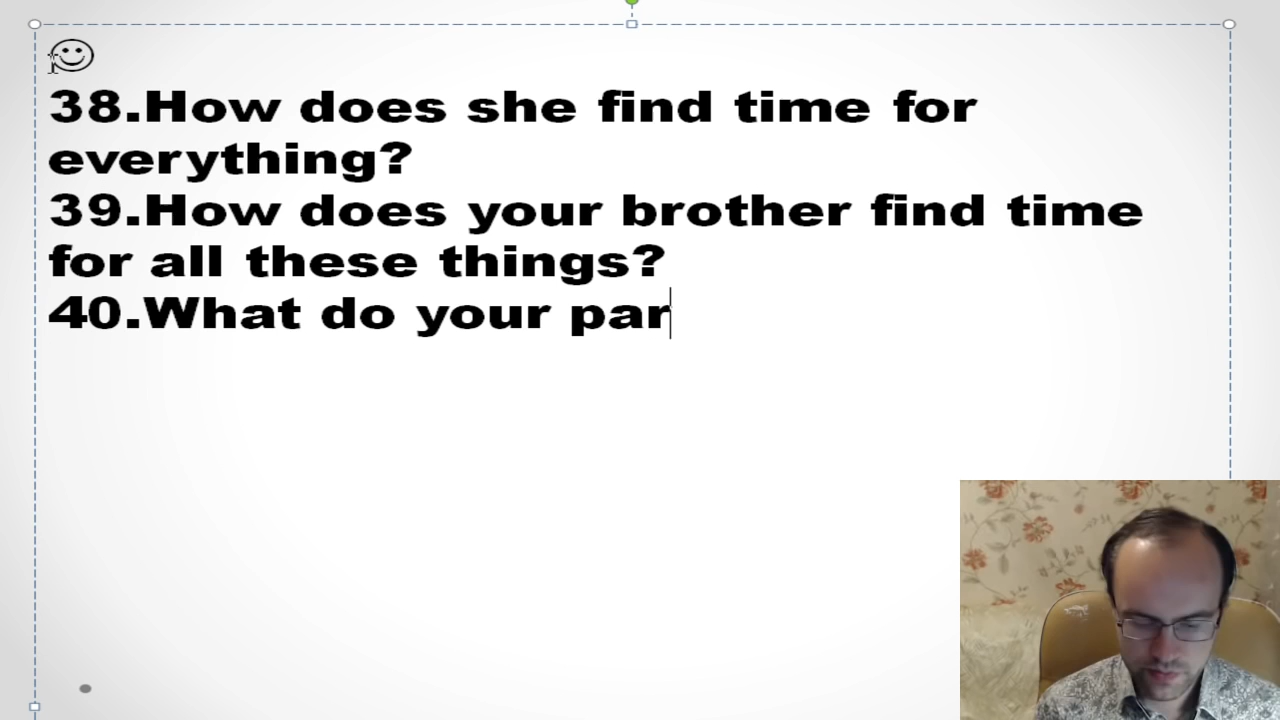 38.How does she find time for
everything?
39.How does your brother find time
for all these things?
40.What do your par